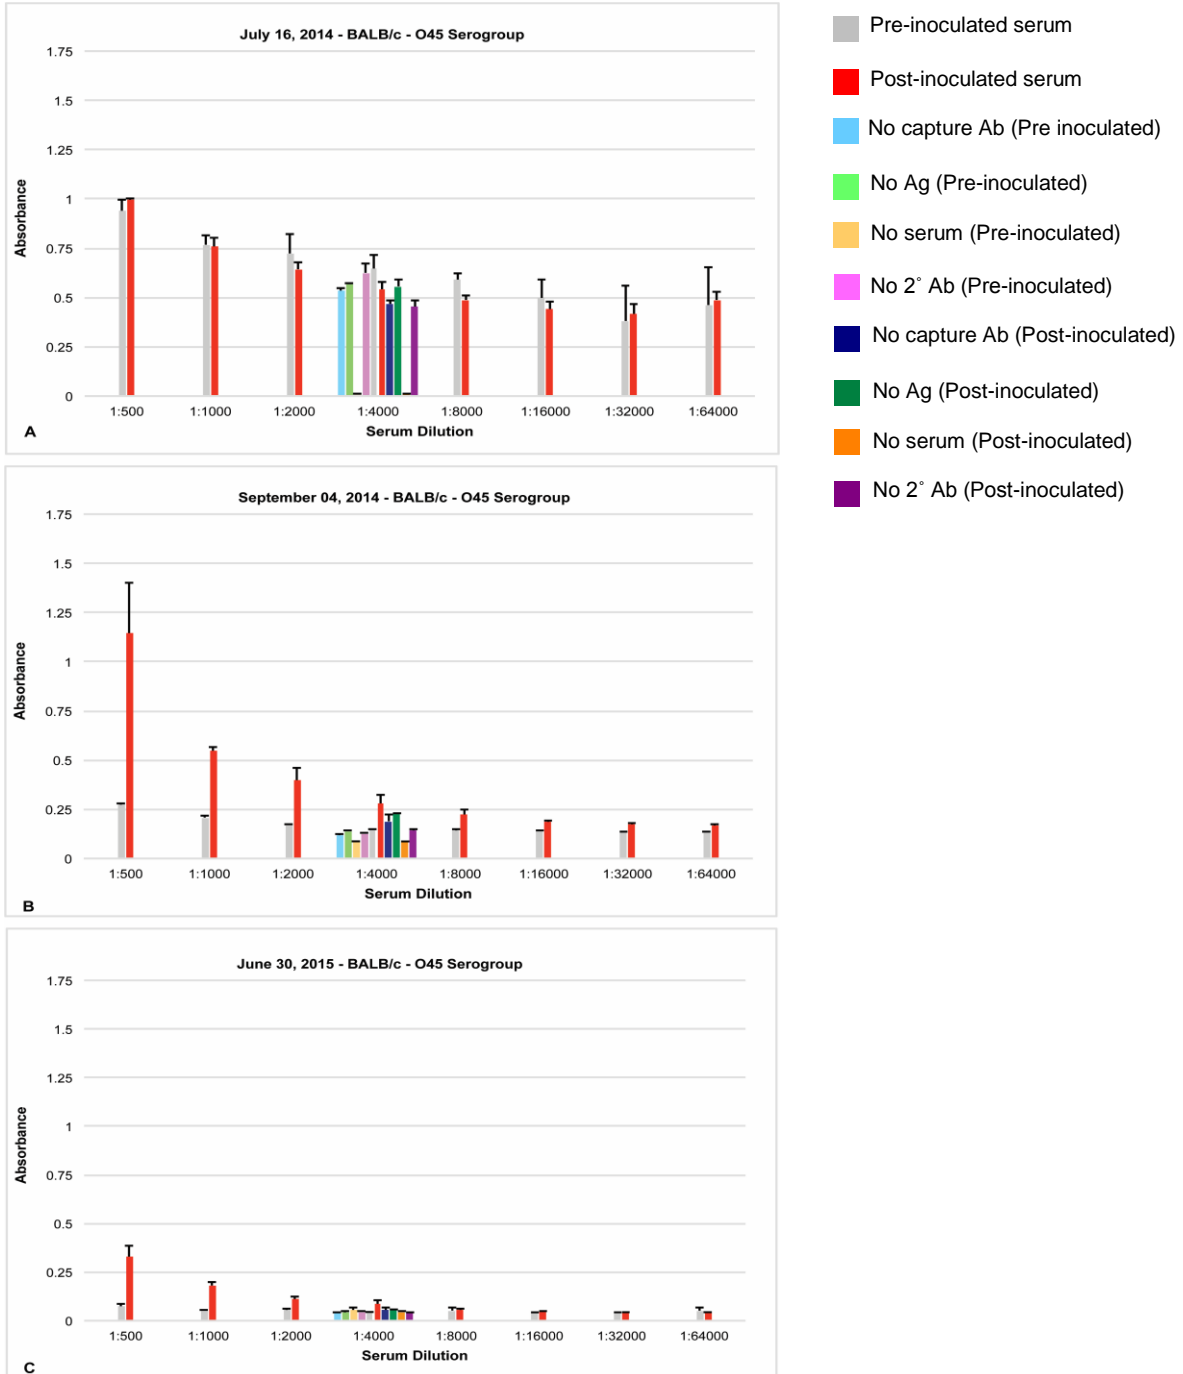 July 16, 2014 - BALB/c - O45 Serogroup
1.75
1.5
1.25
1
0.75
0.5
0.25
0
Absorbance
1:500 1:1000 1:2000 1:4000 1:8000 1:16000 1:32000 1:64000
Serum Dilution
A
September 04, 2014 - BALB/c - O45 Serogroup
1.75
1.5
1.25
1
0.75
0.5
0.25
0
Absorbance
1:500 1:1000 1:2000 1:4000 1:8000 1:16000 1:32000 1:64000
Serum Dilution
B
June 30, 2015 - BALB/c - O45 Serogroup
1.75
1.5
1.25
1
0.75
0.5
0.25
0
Absorbance
1:500 1:1000 1:2000 1:4000 1:8000 1:16000 1:32000 1:64000
Serum Dilution
C
Pre-inoculated serum
Post-inoculated serum
No capture Ab (Pre inoculated)
No Ag (Pre-inoculated)
No serum (Pre-inoculated)
No 2˚ Ab (Pre-inoculated)
No capture Ab (Post-inoculated)
No Ag (Post-inoculated)
No serum (Post-inoculated)
No 2˚ Ab (Post-inoculated)